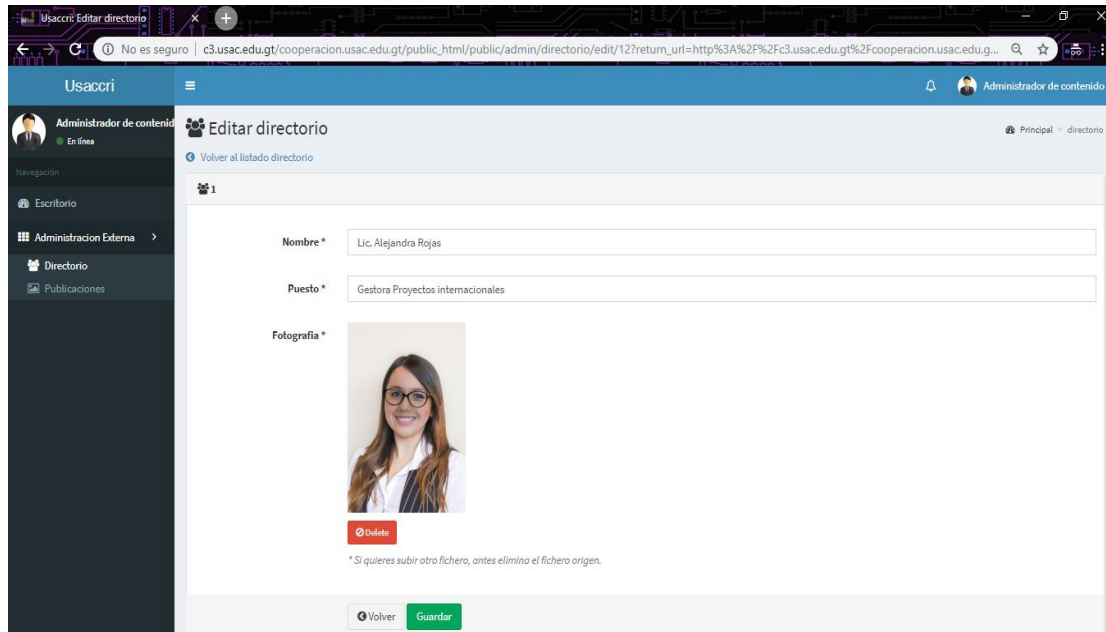 Usaccri: Editar directorio
No es seguro | c3.usac.edu.gt/cooperacion.usac.edu.gt/public_html/public/admin/directorio/edit/12?return_url=http%3A%2F%2Fc3.usac.edu.gt%2Fcooperacion.usac.edu.g...
Usaccri
Administrador de contenido
Administrador de contenid
En línea
Editar directorio
Principal > directorio
Volver al listado directorio
Navegación
1
Escritorio
Administracion Externa
Directorio
Publicaciones
Nombre * Lic. Alejandra Rojas
Puesto * Gestora Proyectos internacionales
Fotografia *
Delete
* Si quieres subir otro fichero, antes elimina el fichero origen.
Volver Guardar